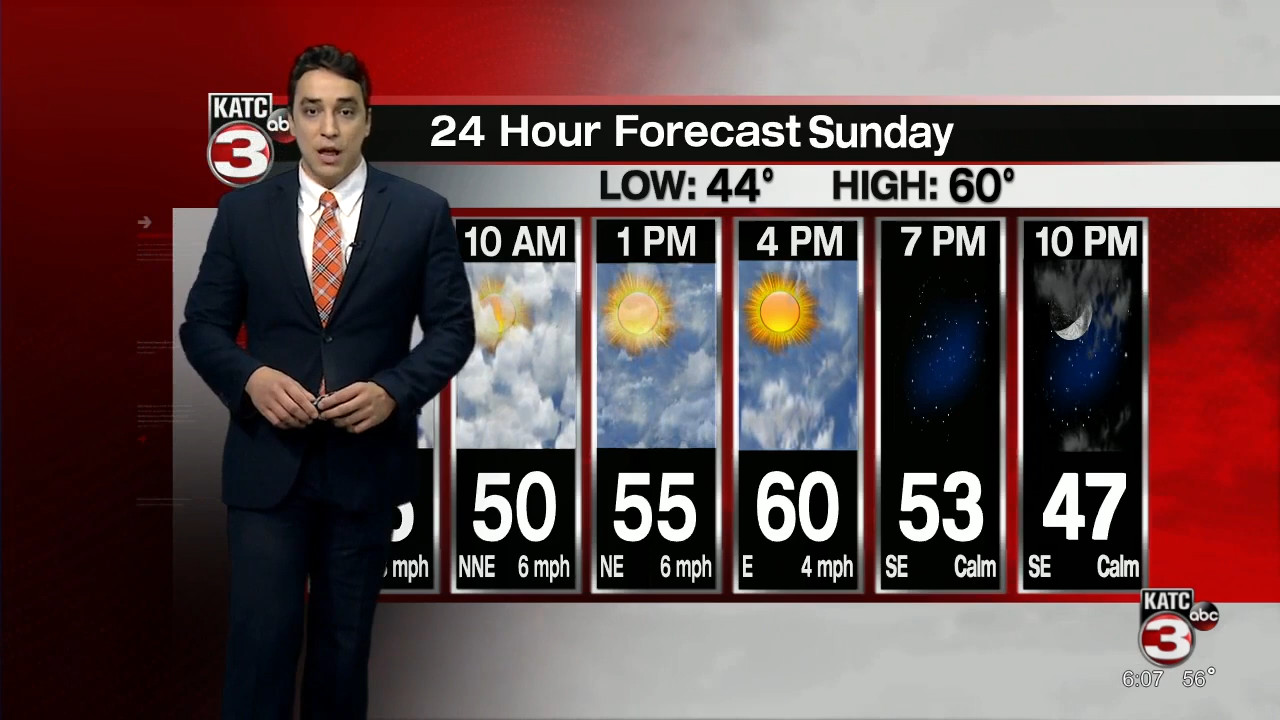 KATC
abc
3
24 Hour Forecast Sunday
LOW: 44° HIGH: 60°
10 AM 1 PM 4 PM 7 PM 10 PM
50 55 60 53 47
mph NNE 6 mph NE 6 mph E 4 mph SE Calm SE Calm
KATC
abc
3
6:07 56°